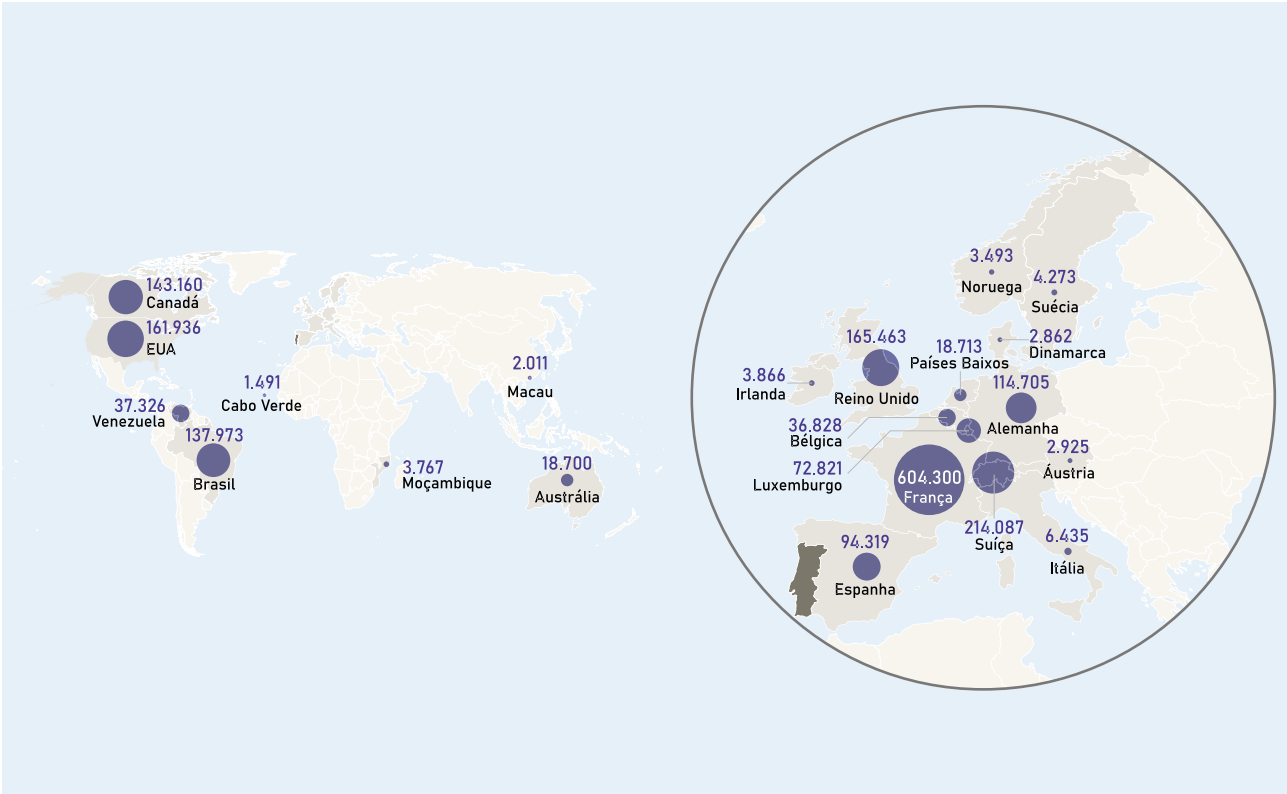 143.160
Canadá
161.936
EUA
1.491
Cabo Verde
37.326
Venezuela
137.973
Brasil
2.011
Macau
3.767
Moçambique
18.700
Austrália
3.493
Noruega
4.273
Suécia
2.862
Dinamarca
165.463
Reino Unido
18.713
Países Baixos
3.866
Irlanda
114.705
Alemanha
36.828
Bélgica
72.821
Luxemburgo
2.925
Áustria
604.300
França
214.087
Suíça
6.435
Itália
94.319
Espanha